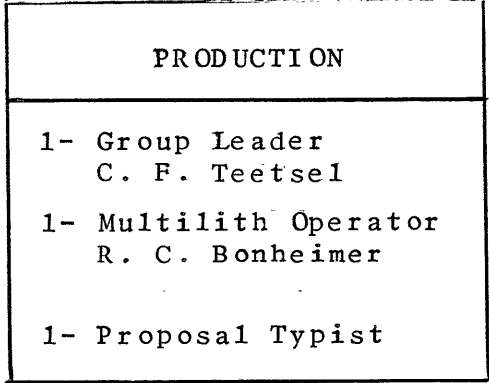 PRODUCTION
1- Group Leader
C. F. Teetsel
1- Multilith Operator
R. C. Bonheimer
1- Proposal Typist